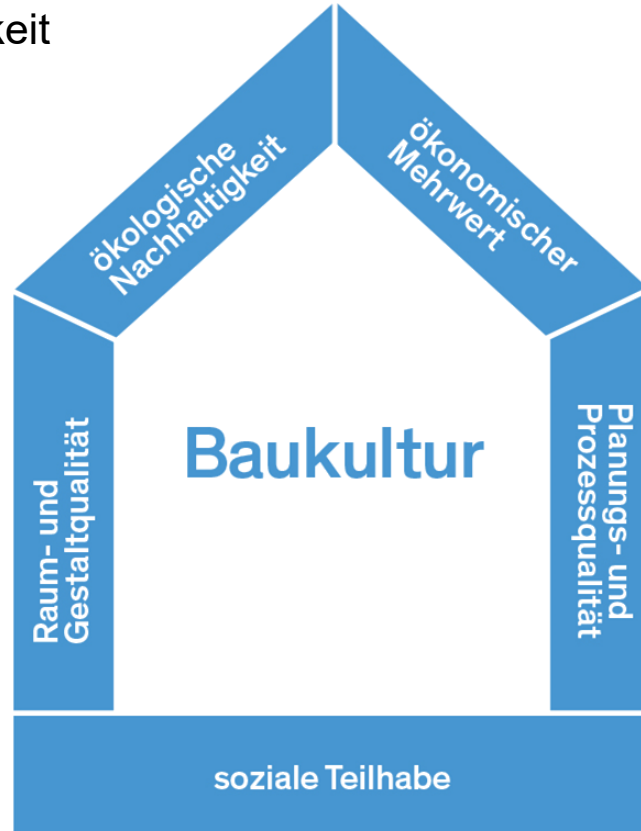 keit
ökologische
Nachhaltigkeit
ökonomischer
Mehrwert
Baukultur
Raum- und
Gestaltqualität
Planungs- und
Prozessqualität
soziale Teilhabe